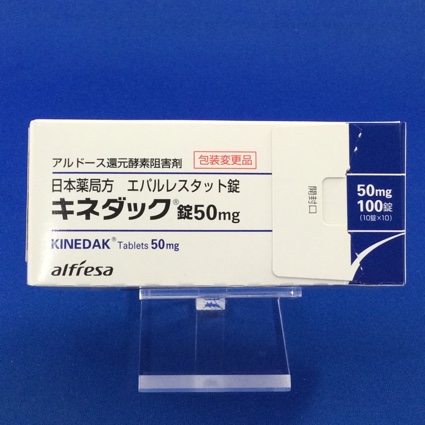 アルドース還元酵素阻害剤
包装変更品
日本薬局方 エパルレスタット錠
キネダック®錠50mg
KINEDAK® Tablets 50mg
alfresa
開封口
50mg
100錠
(10錠×10)